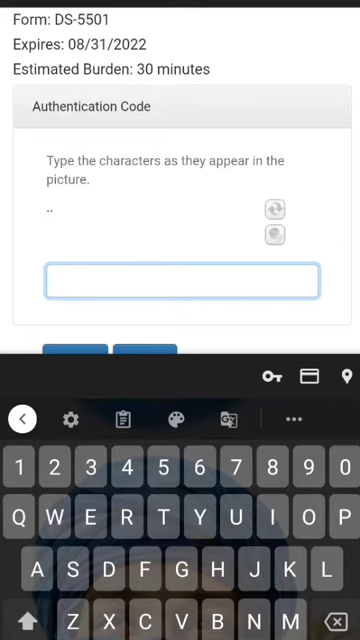 Form: DS-5501
Expires: 08/31/2022
Estimated Burden: 30 minutes
Authentication Code
Type the characters as they appear in the
picture.
..
1 2 3 4 5 6 7 8 9 0
Q W E R T Y U I O P
A S D F G H J K L
Z X C V B N M